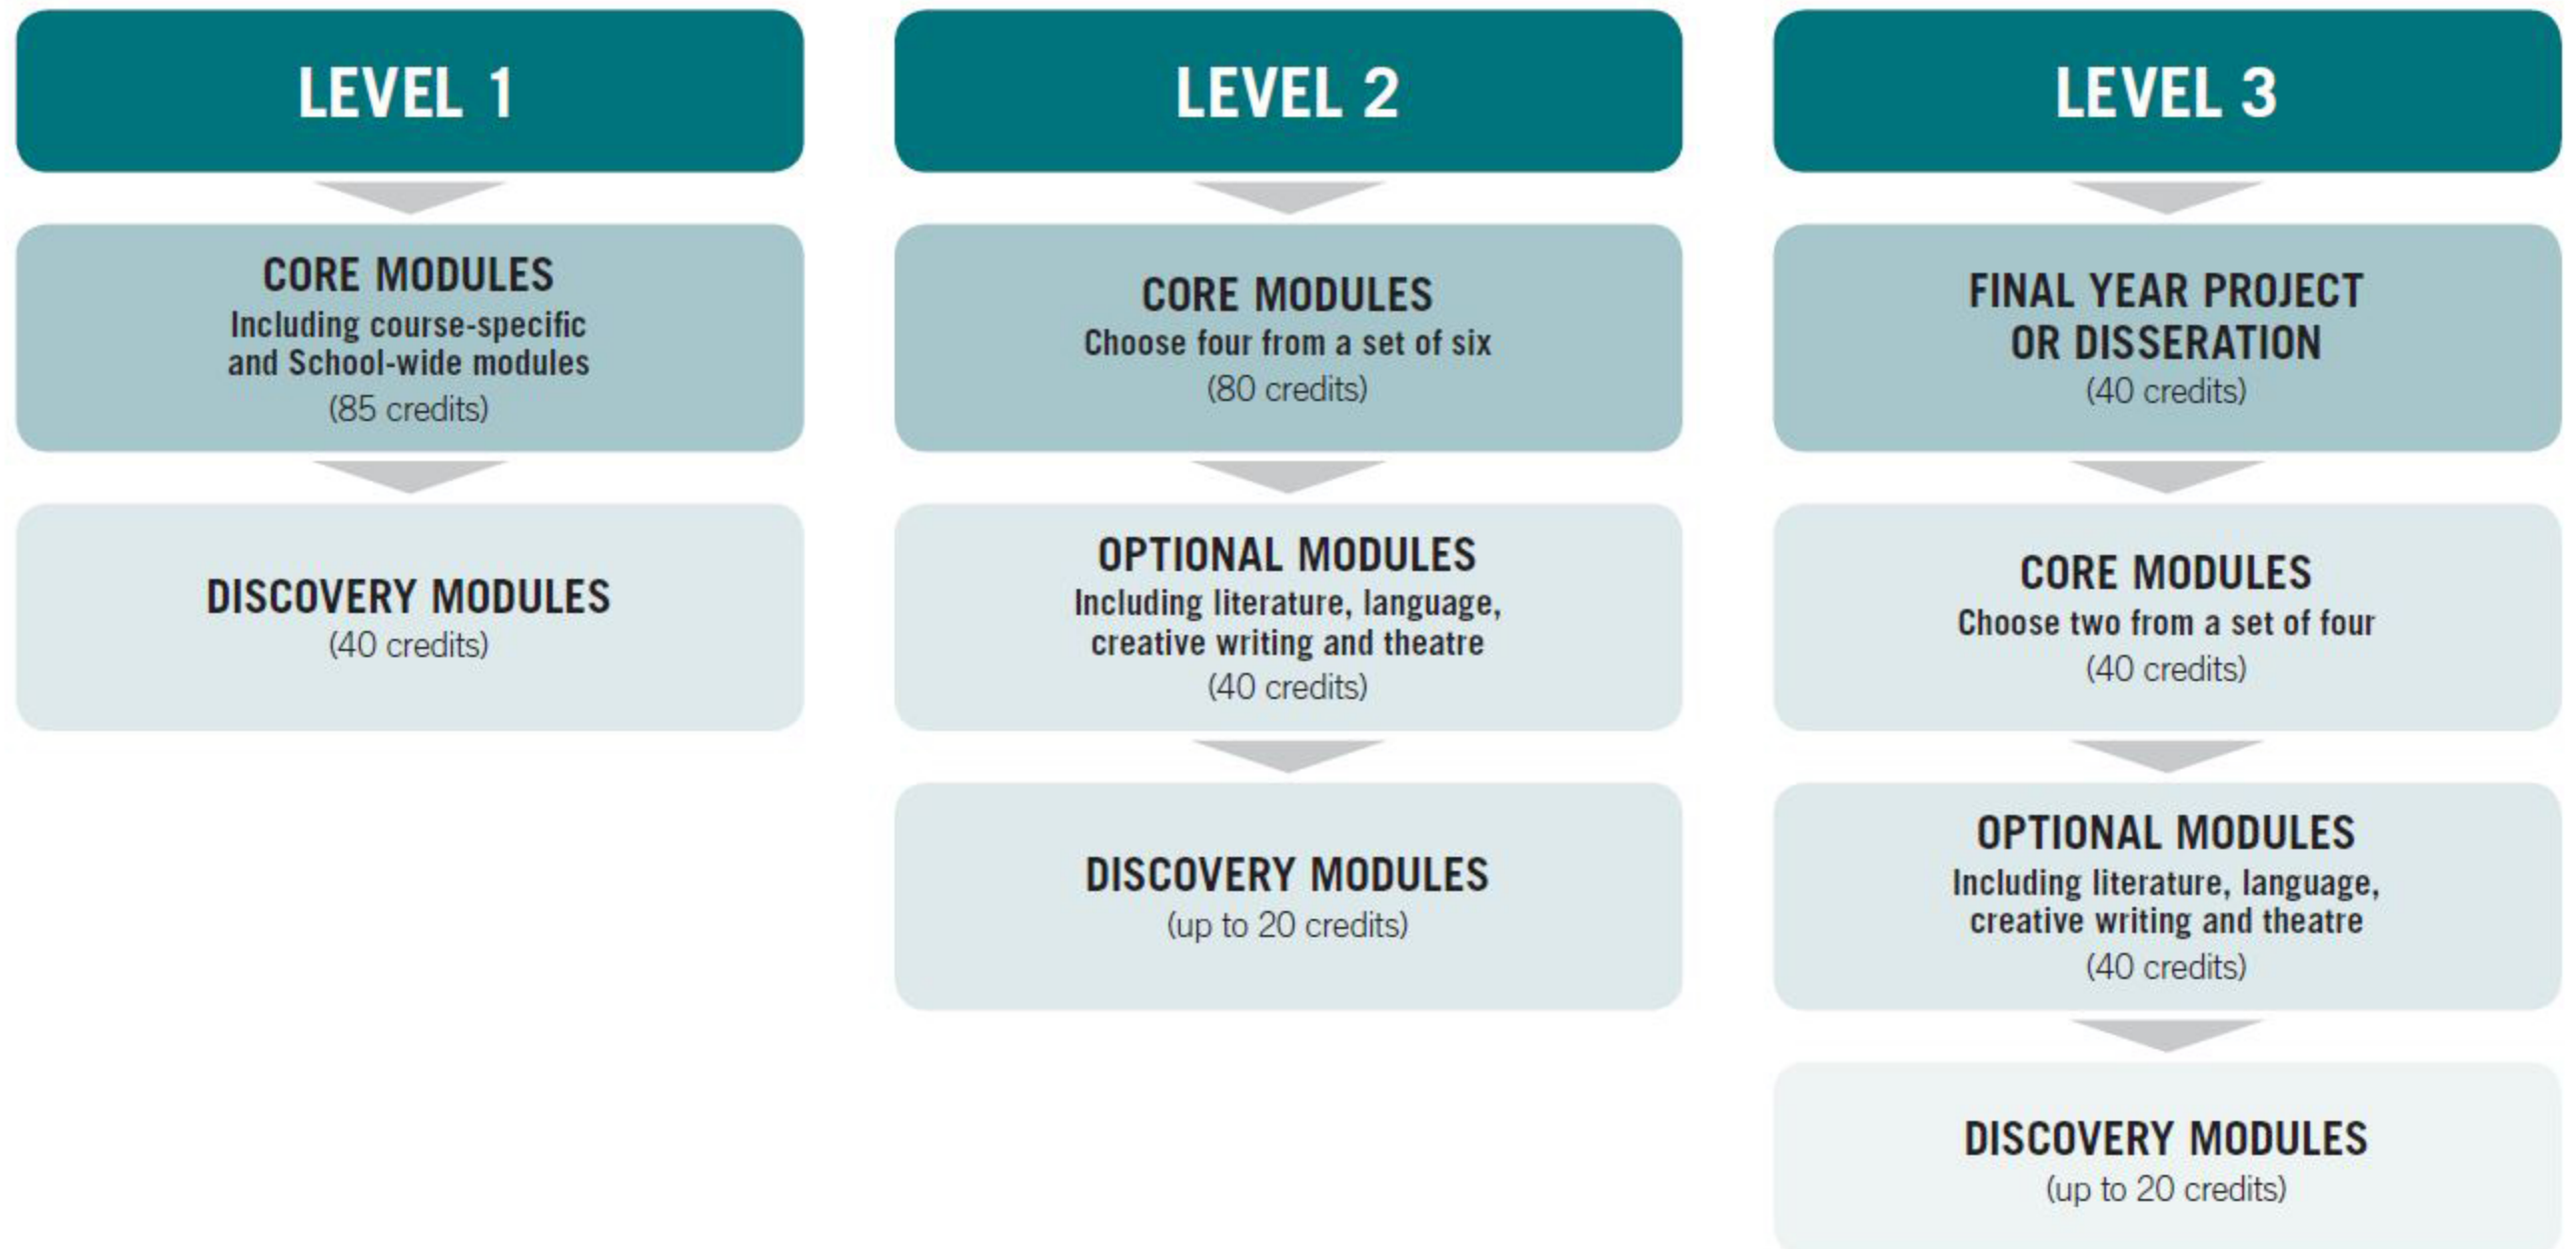 LEVEL 1
CORE MODULES
Including course-specific
and School-wide modules
(85 credits)
DISCOVERY MODULES
(40 credits)
LEVEL 2
CORE MODULES
Choose four from a set of six
(80 credits)
OPTIONAL MODULES
Including literature, language,
creative writing and theatre
(40 credits)
DISCOVERY MODULES
(up to 20 credits)
LEVEL 3
FINAL YEAR PROJECT
OR DISSERATION
(40 credits)
CORE MODULES
Choose two from a set of four
(40 credits)
OPTIONAL MODULES
Including literature, language,
creative writing and theatre
(40 credits)
DISCOVERY MODULES
(up to 20 credits)